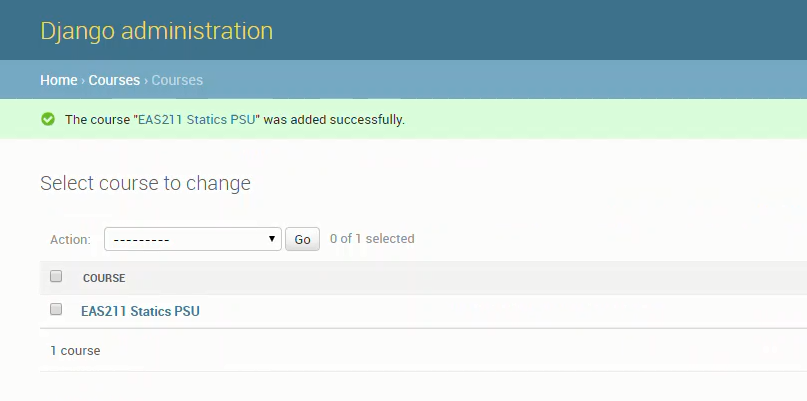 Django administration
Home › Courses › Courses
The course "EAS211 Statics PSU" was added successfully.
Select course to change
Action: --------- Go 0 of 1 selected
COURSE
EAS211 Statics PSU
1 course